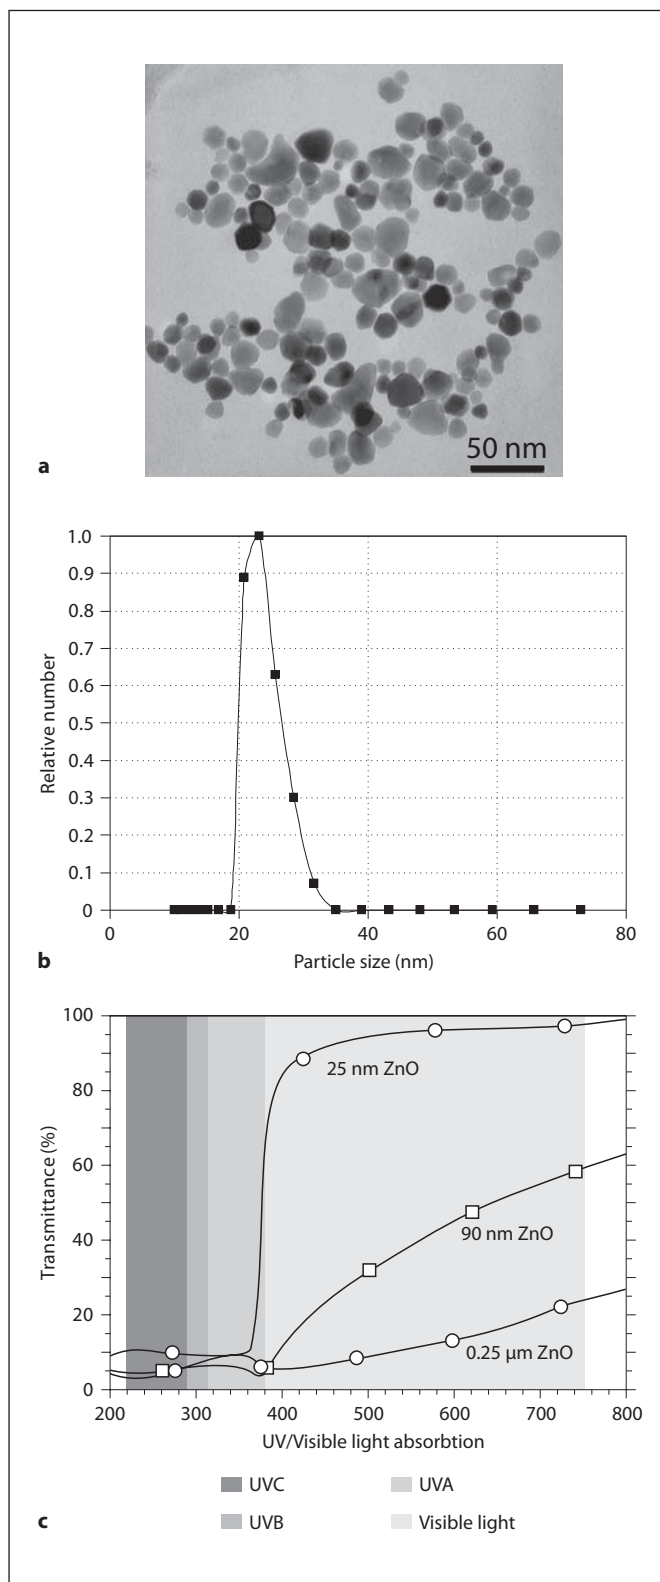 50 nm
a
1.0
0.9
0.8
0.7
0.6
0.5
0.4
0.3
0.2
0.1
0
Relative number
0 20 40 60 80
Particle size (nm)
b
100
80
60
40
20
0
Transmittance (%)
25 nm ZnO
90 nm ZnO
0.25 µm ZnO
200 300 400 500 600 700 800
UV/Visible light absorbtion
UVC UVA
UVB Visible light
c